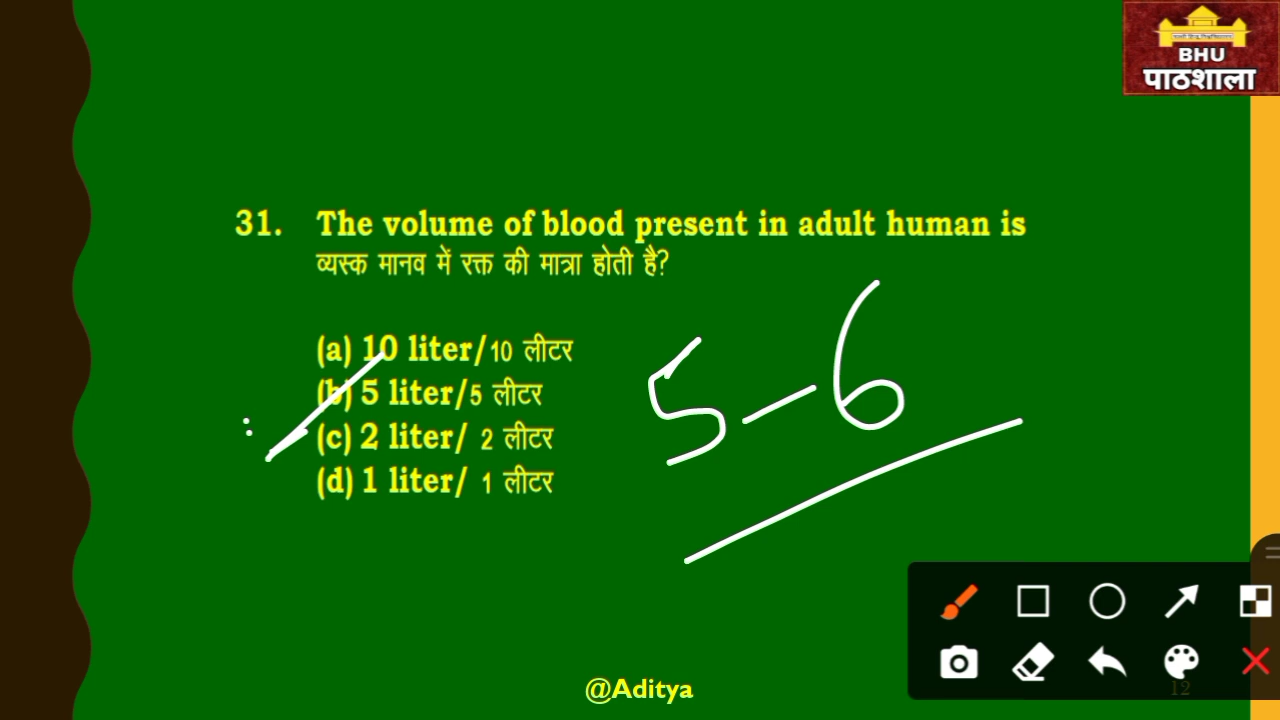 BHU
पाठशाला
31. The volume of blood present in adult human is
व्यस्क मानव में रक्त की मात्रा होती है?
(a) 10 liter/10 लीटर
(b) 5 liter/5 लीटर
(c) 2 liter/ 2 लीटर
(d) 1 liter/ 1 लीटर
5-6
@Aditya
12